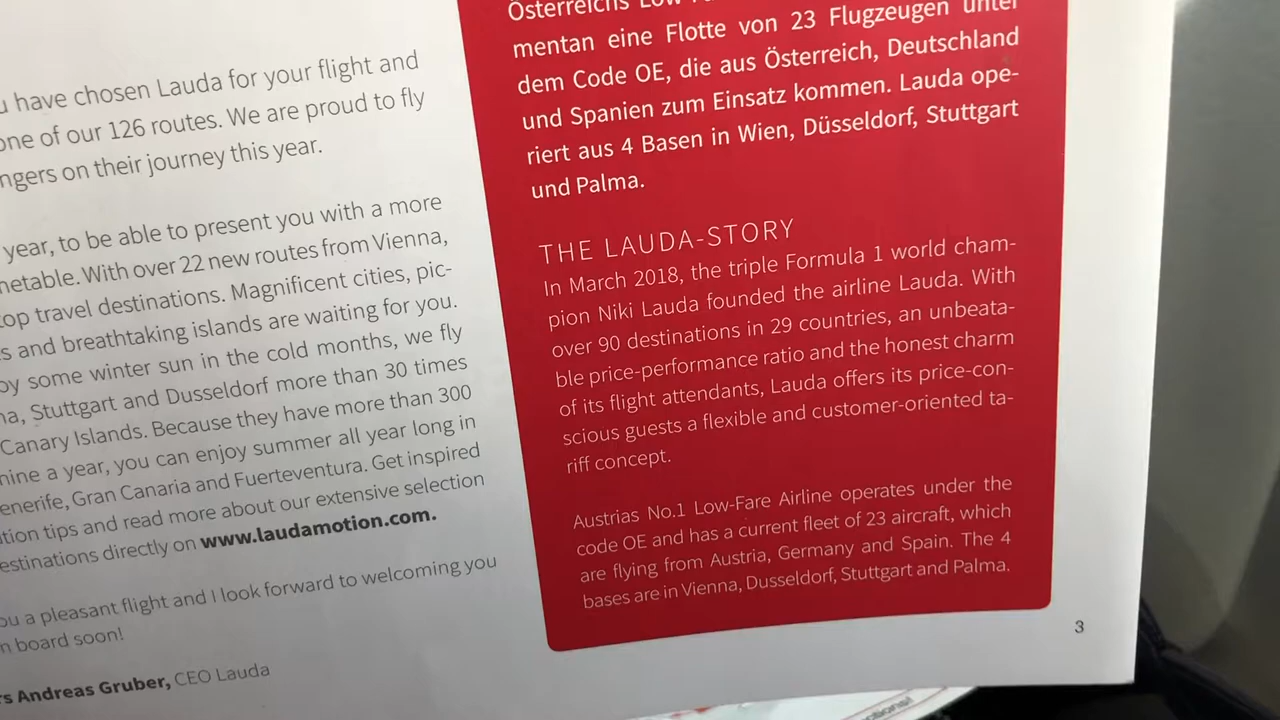 have chosen Lauda for your flight and
one of our 126 routes. We are proud to fly
ngers on their journey this year.
year, to be able to present you with a more
netable. With over 22 new routes from Vienna,
top travel destinations. Magnificent cities, pic-
s and breathtaking islands are waiting for you.
oy some winter sun in the cold months, we fly
na, Stuttgart and Dusseldorf more than 30 times
Canary Islands. Because they have more than 300
hine a year, you can enjoy summer all year long in
enerife, Gran Canaria and Fuerteventura. Get inspired
tion tips and read more about our extensive selection
estinations directly on www.laudamotion.com.
ou a pleasant flight and I look forward to welcoming you
n board soon!
rs Andreas Gruber, CEO Lauda
Österreichs Low
mentan eine Flotte von 23 Flugzeugen unter
dem Code OE, die aus Österreich, Deutschland
und Spanien zum Einsatz kommen. Lauda ope-
riert aus 4 Basen in Wien, Düsseldorf, Stuttgart
und Palma.
THE LAUDA-STORY
In March 2018, the triple Formula 1 world cham-
pion Niki Lauda founded the airline Lauda. With
over 90 destinations in 29 countries, an unbeata-
ble price-performance ratio and the honest charm
of its flight attendants, Lauda offers its price-con-
scious guests a flexible and customer-oriented ta-
riff concept.
Austrias No.1 Low-Fare Airline operates under the
code OE and has a current fleet of 23 aircraft, which
are flying from Austria, Germany and Spain. The 4
bases are in Vienna, Dusseldorf, Stuttgart and Palma.
3